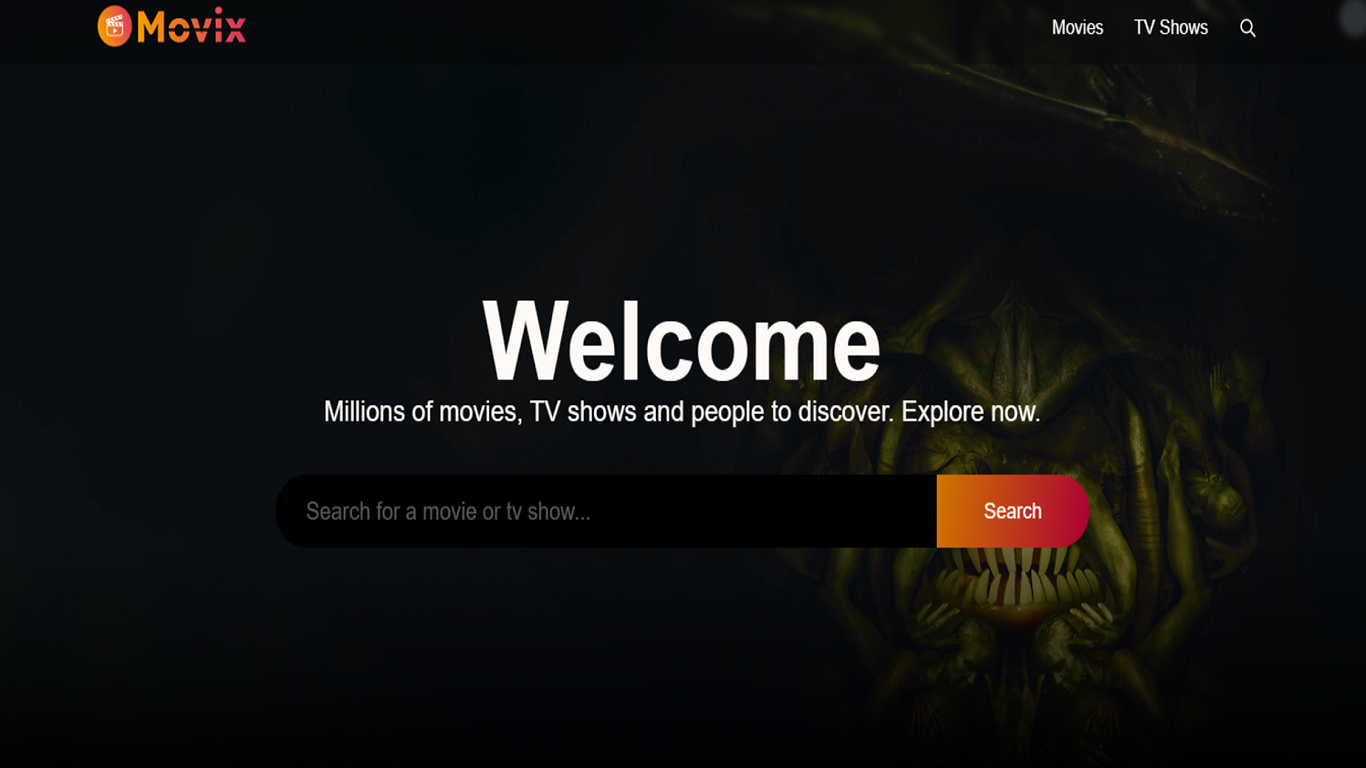 Movix
Movies
TV Shows
Welcome
Millions of movies, TV shows and people to discover. Explore now.
Search for a movie or tv show...
Search